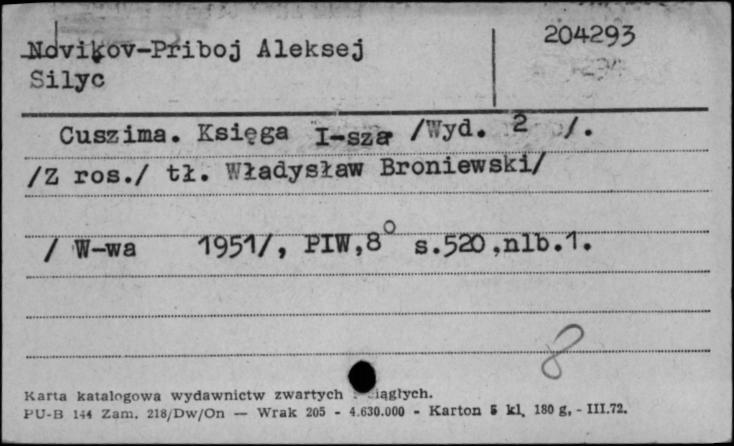 Novikov-Priboj Aleksej
204293
Silyc
Cuszima. Księga I-sza /Wyd. 2 /.
/Z ros./ tł. Władysław Broniewski/
/ W-wa 1951/, PIW,8° s.520,nlb.1.
8
Karta katalogowa wydawnictw zwartych i ciągłych.
PU-B 144 Zam. 218/Dw/On — Wrak 205 - 4.630.000 - Karton 5 kl. 180 g, - III.72.